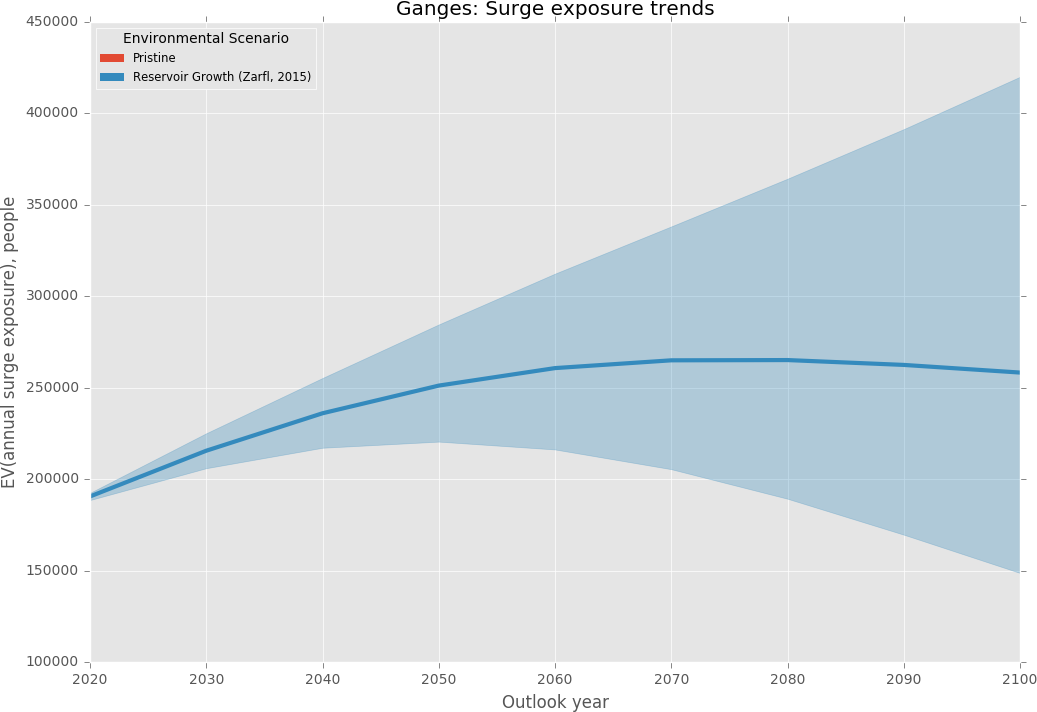 Ganges: Surge exposure trends
450000
400000
350000
300000
250000
200000
150000
100000
EV(annual surge exposure), people
Environmental Scenario
Pristine
Reservoir Growth (Zarfl, 2015)
2020 2030 2040 2050 2060 2070 2080 2090 2100
Outlook year